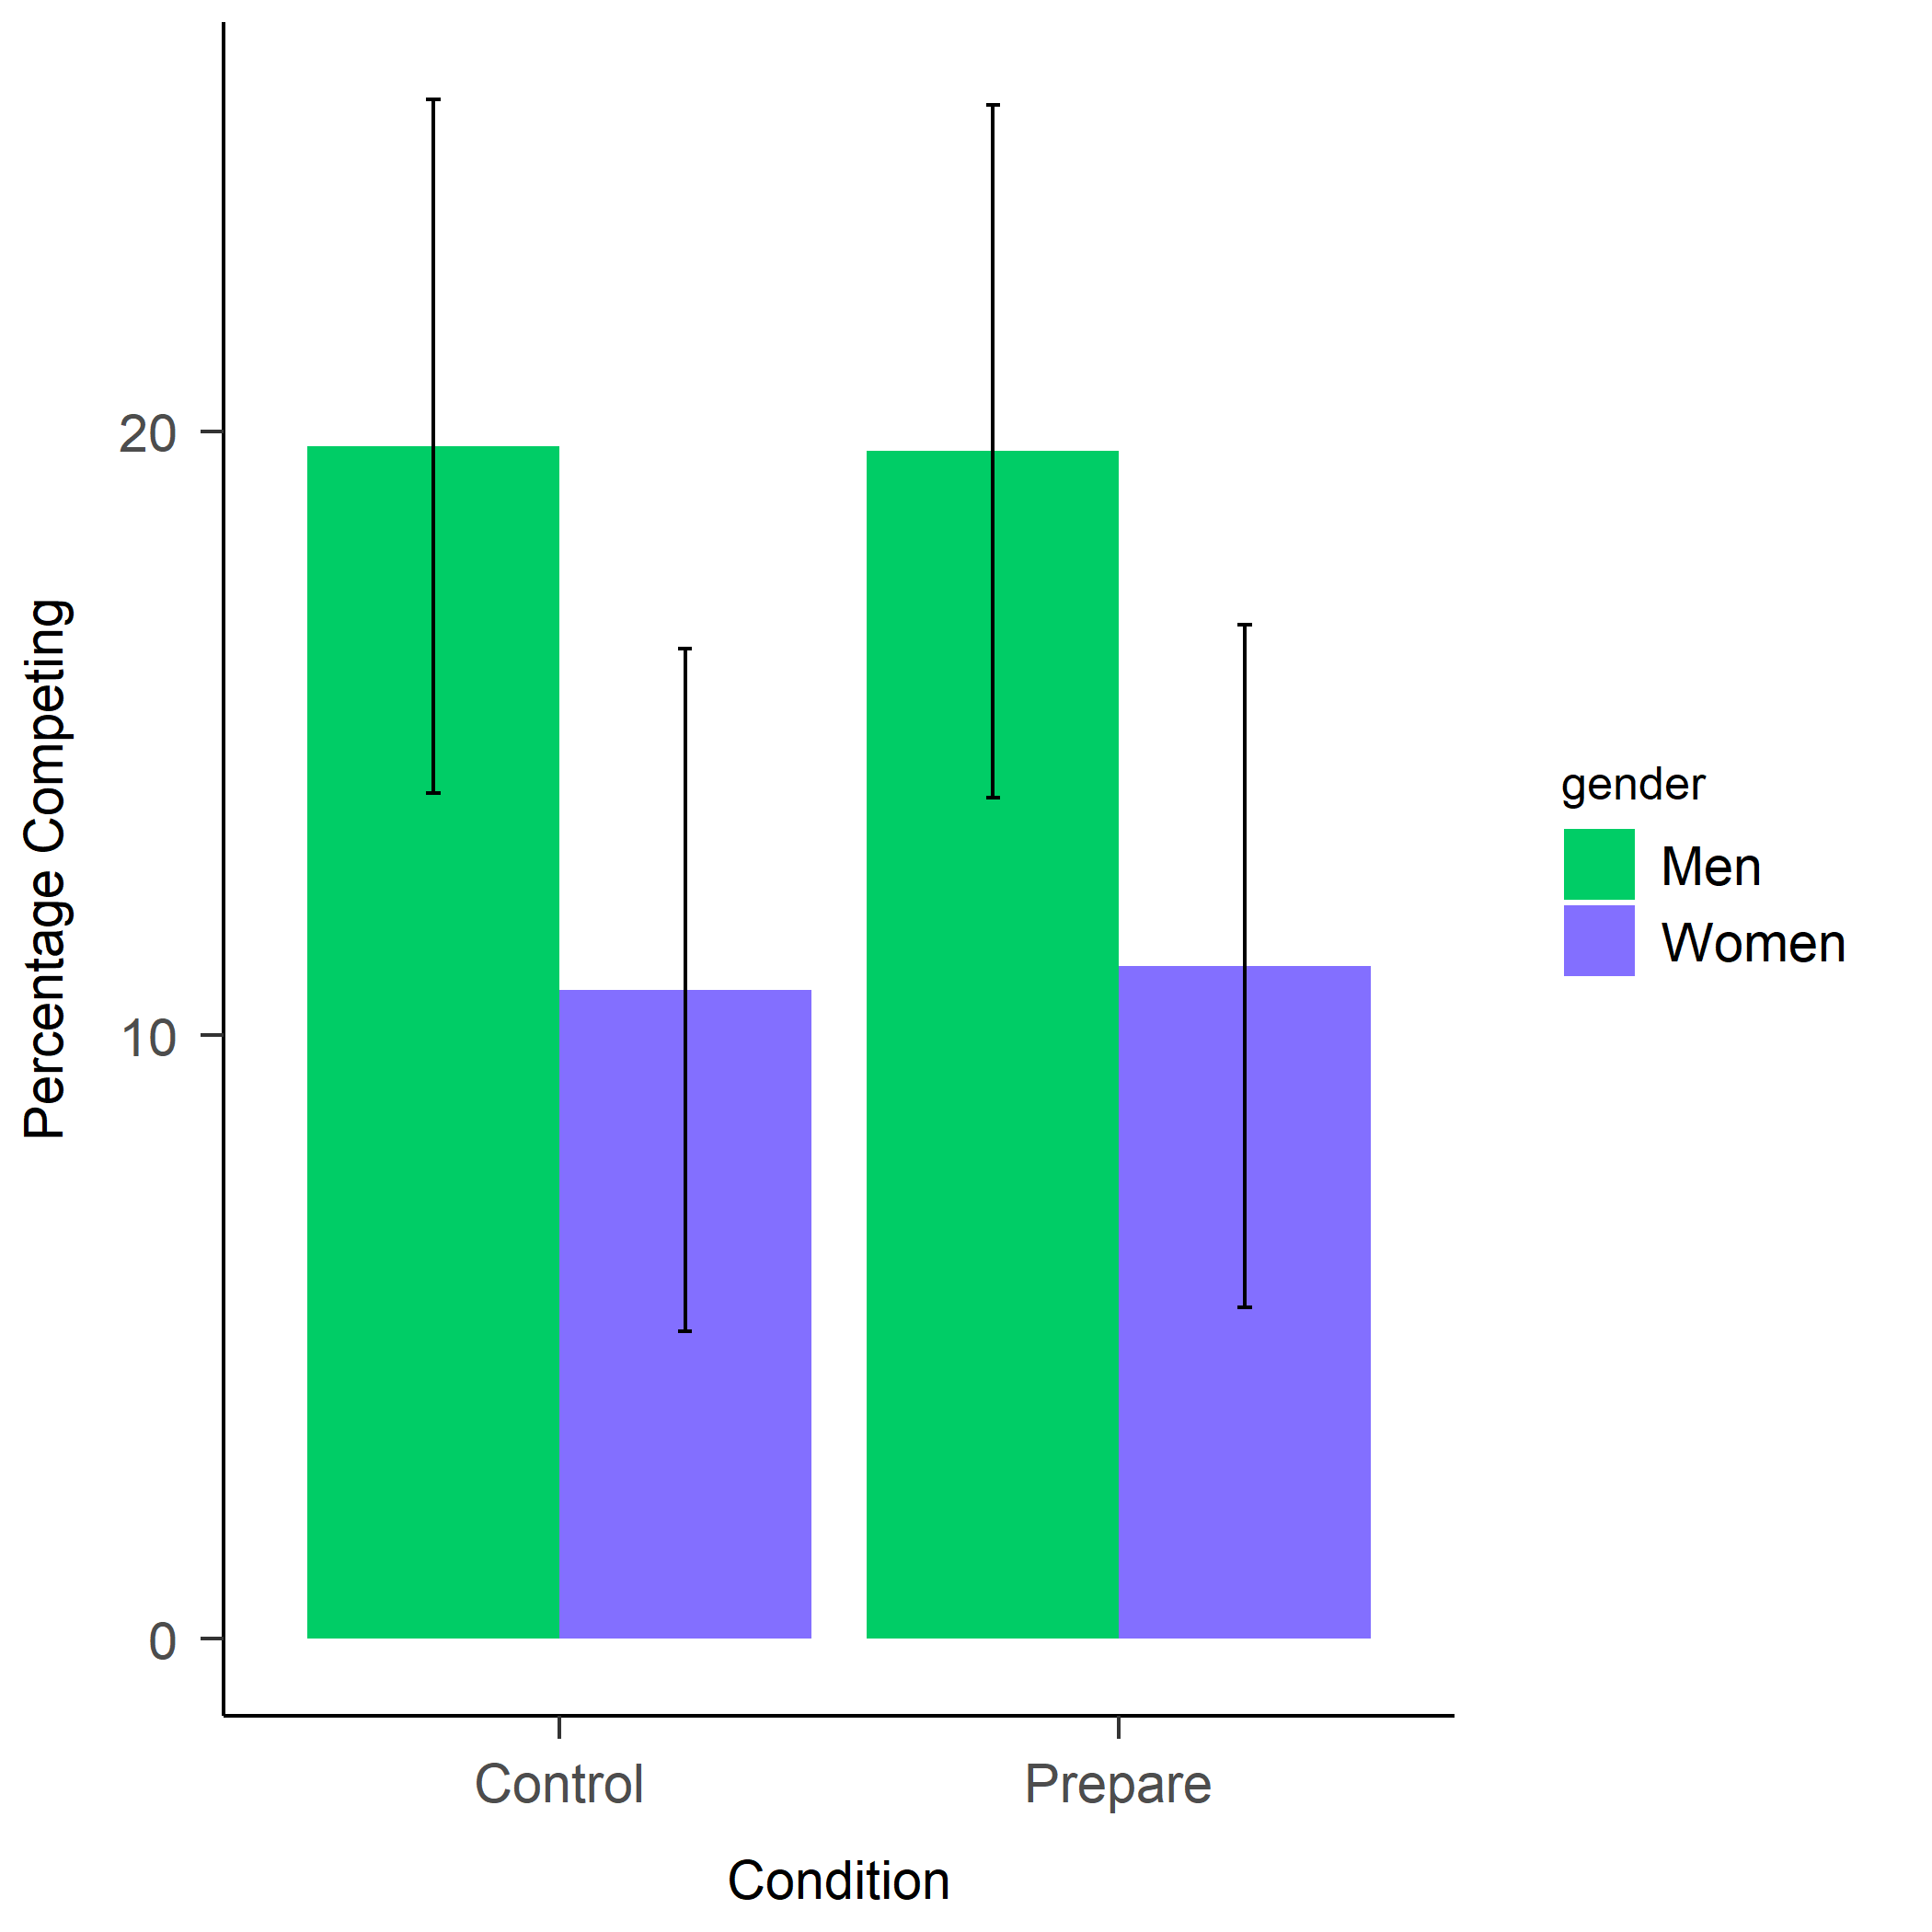 Percentage Competing
20
10
0
Control
Prepare
Condition
gender
Men
Women